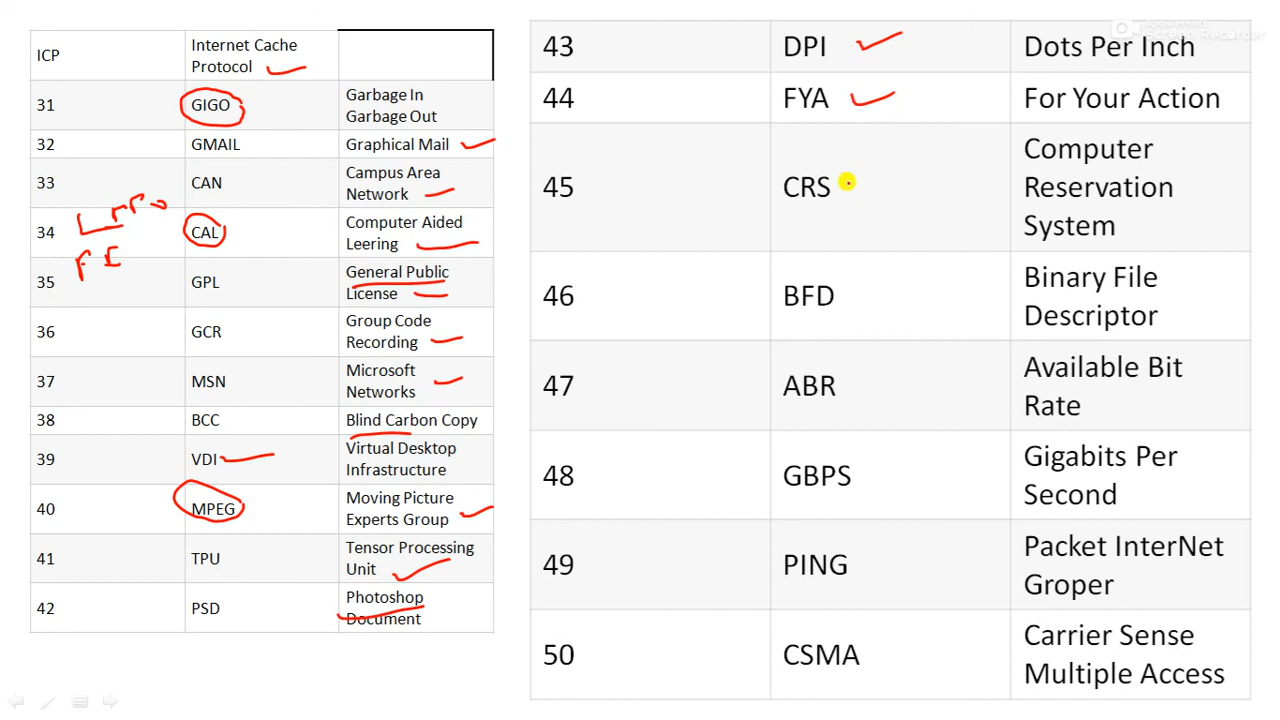 ICP
Internet Cache
Protocol
31
GIGO
Garbage In
Garbage Out
32
GMAIL
Graphical Mail
33
CAN
Campus Area
Network
34
CAL
Computer Aided
Leering
35
GPL
General Public
License
36
GCR
Group Code
Recording
37
MSN
Microsoft
Networks
38
BCC
Blind Carbon Copy
39
VDI
Virtual Desktop
Infrastructure
40
MPEG
Moving Picture
Experts Group
41
TPU
Tensor Processing
Unit
42
PSD
Photoshop
Document
43
DPI
Dots Per Inch
44
FYA
For Your Action
45
CRS
Computer
Reservation
System
46
BFD
Binary File
Descriptor
47
ABR
Available Bit
Rate
48
GBPS
Gigabits Per
Second
49
PING
Packet InterNet
Groper
50
CSMA
Carrier Sense
Multiple Access
Screen Recorder